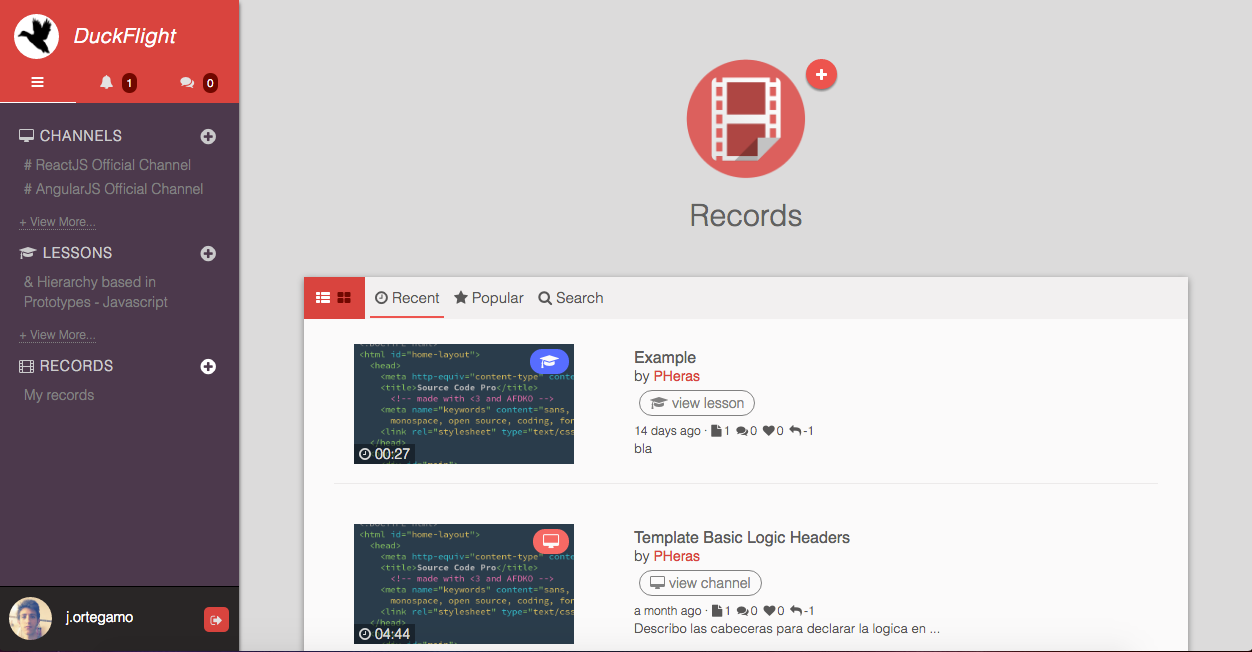 DuckFlight
1 0
CHANNELS
# ReactJS Official Channel
# AngularJS Official Channel
+ View More...
LESSONS
& Hierarchy based in
Prototypes - Javascript
+ View More...
RECORDS
My records
j.ortegamo
Records
Recent Popular Search
<html id="home-layout">
<head>
<meta http-equiv="content-type" conte
<title>Source Code Pro</title>
<!-- made with <3 and AFDKO -->
<meta name="keywords" content="sans,
monospace, open source, coding, fon
<link rel="stylesheet" type="text/css
</head>
00:27
Example
by PHeras
view lesson
14 days ago · 1 0 0 -1
bla
<html id="home-layout">
<head>
<meta http-equiv="content-type" conte
<title>Source Code Pro</title>
<!-- made with <3 and AFDKO -->
<meta name="keywords" content="sans,
monospace, open source, coding, fon
<link rel="stylesheet" type="text/css
</head>
04:44
Template Basic Logic Headers
by PHeras
view channel
a month ago · 1 0 0 -1
Describo las cabeceras para declarar la logica en ...